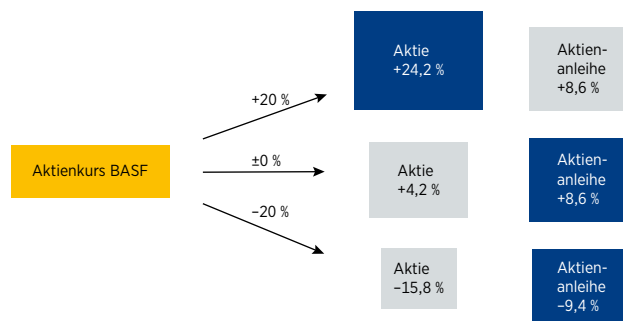 Aktie
+24,2 %
Aktien-
anleihe
+8,6 %
+20 %
Aktienkurs BASF
±0 %
Aktie
+4,2 %
Aktien-
anleihe
+8,6 %
–20 %
Aktie
–15,8 %
Aktien-
anleihe
–9,4 %